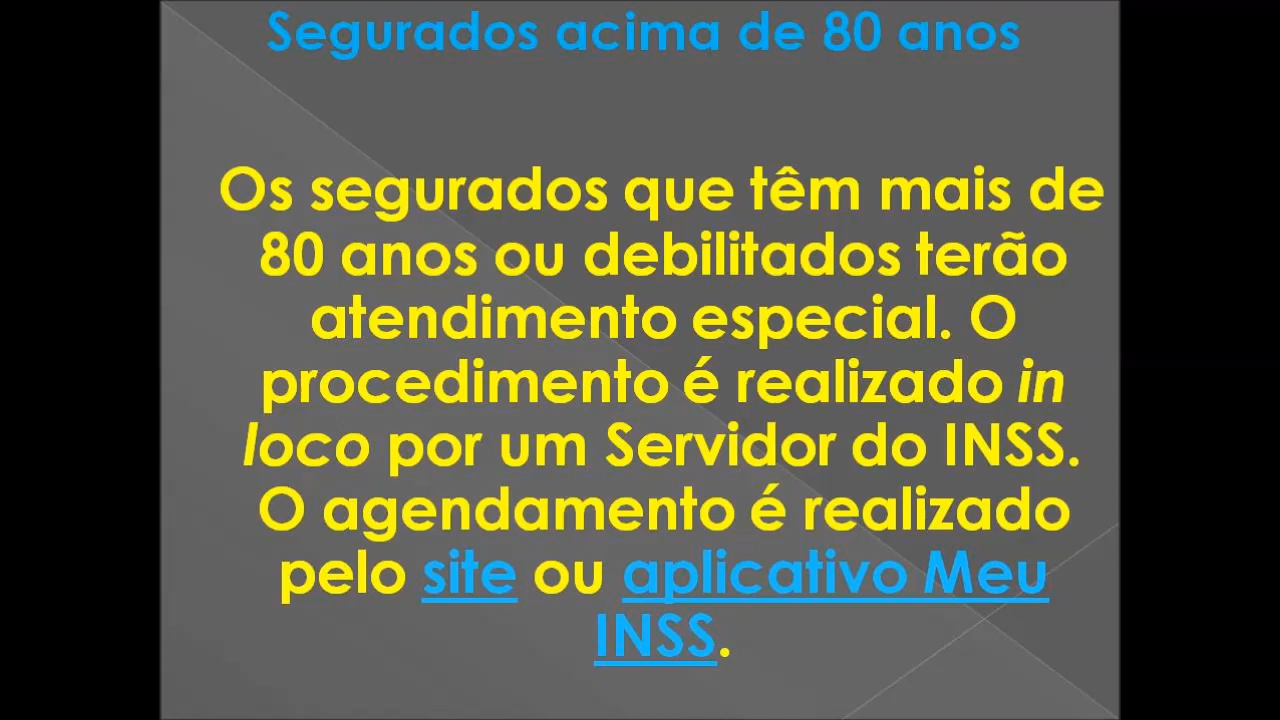 Segurados acima de 80 anos
Os segurados que têm mais de
80 anos ou debilitados terão
atendimento especial. O
procedimento é realizado in
loco por um Servidor do INSS.
O agendamento é realizado
pelo site ou aplicativo Meu
INSS.